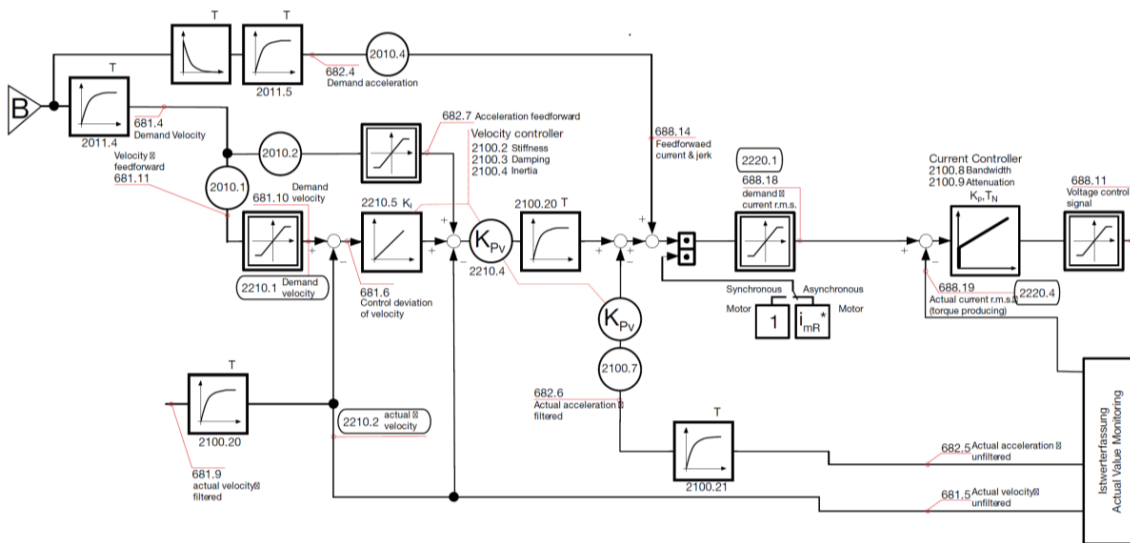 T
T
2010.4
682.4
Demand acceleration
2011.5
B
T
681.4
Demand Velocity
2011.4
682.7 Acceleration feedforward
Velocity controller
2100.2 Stiffness
2100.3 Damping
2100.4 Inertia
688.14
Feedforwaed
current & jerk
Velocity
feedforward
681.11
2010.2
2010.1
681.10 Demand
velocity
2210.5 Kᵢ
2100.20 T
2220.1
688.18
demand
current r.m.s.
Current Controller
2100.8 Bandwidth
2100.9 Attenuation
Kₚ,T_N
688.11
Voltage control
signal
+
−
+
+
−
K_Pv
2210.4
+
+
+
+
+
−
2210.1 Demand
velocity
681.6
Control deviation
of velocity
K_Pv
2100.7
Synchronous
Motor
1
Asynchronous
Motor
i_mR*
688.19
Actual current r.m.s.
(torque producing)
2220.4
T
2100.20
681.9
actual velocity
filtered
2210.2 actual
velocity
682.6
Actual acceleration
filtered
T
2100.21
682.5 Actual acceleration
unfiltered
681.5 Actual velocity
unfiltered
Istwerterfassung
Actual Value Monitoring